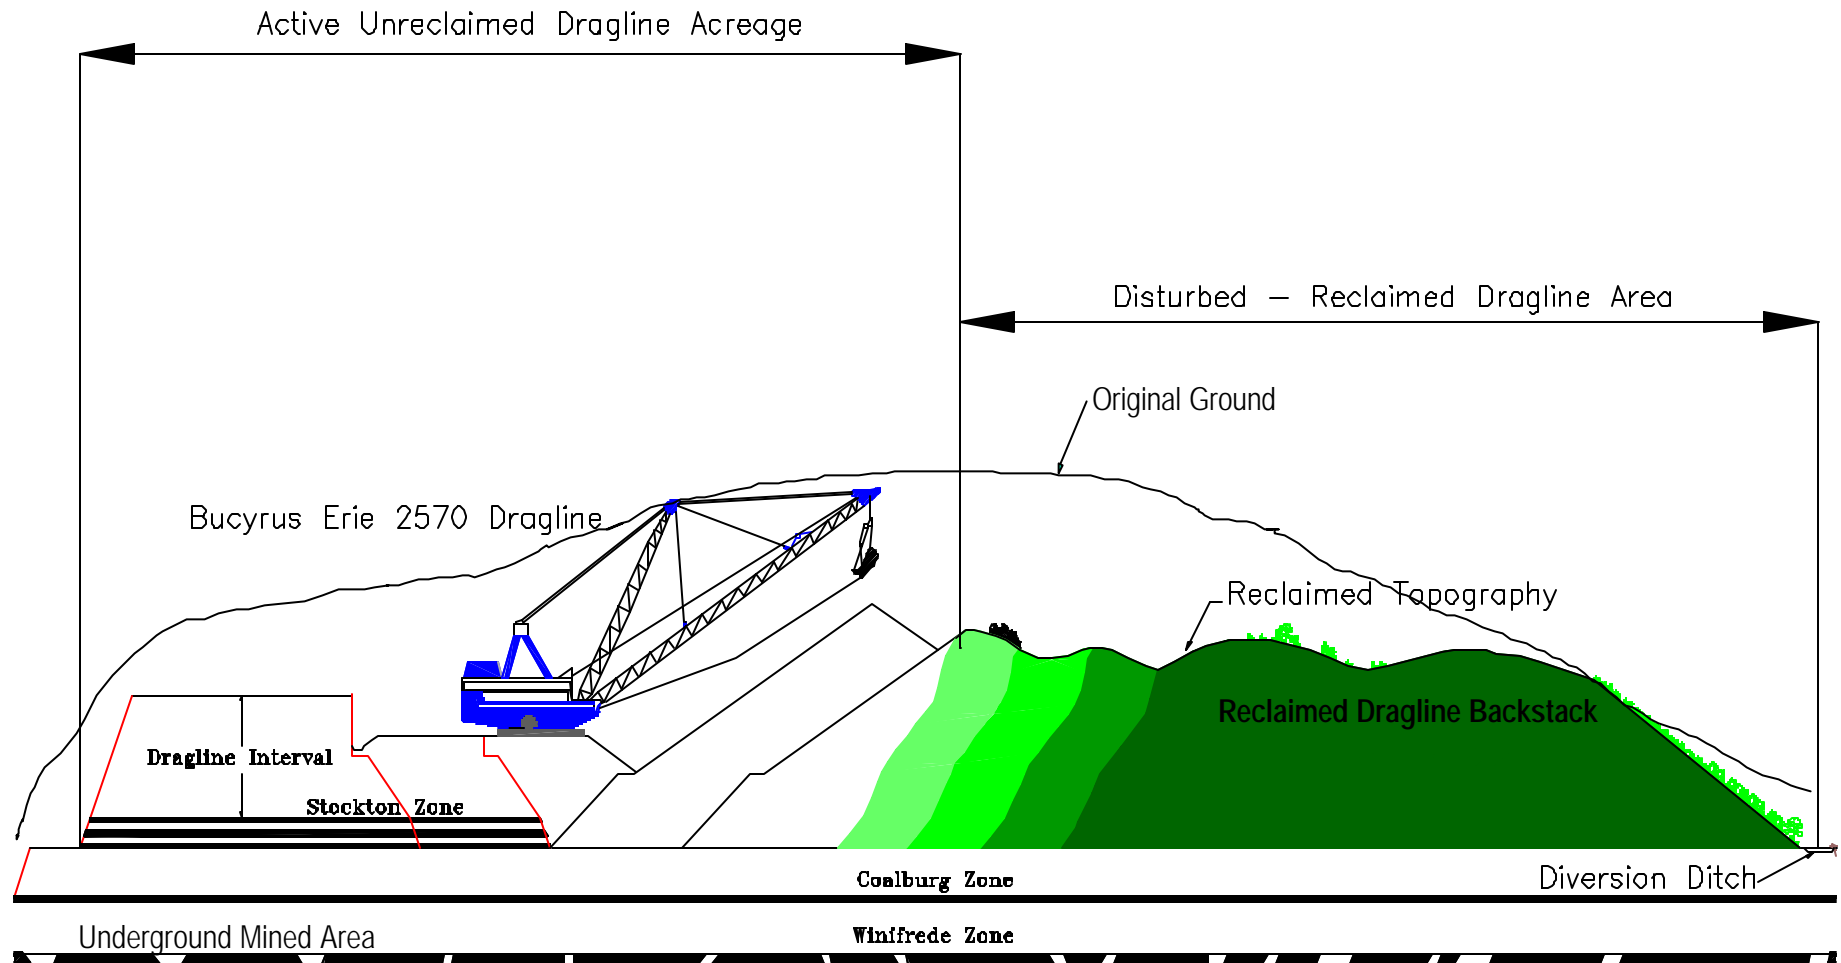 Active Unreclaimed Dragline Acreage
Disturbed - Reclaimed Dragline Area
Original Ground
Bucyrus Erie 2570 Dragline
Reclaimed Topography
Reclaimed Dragline Backstack
Dragline Interval
Stockton Zone
Coalburg Zone
Diversion Ditch
Underground Mined Area
Winifrede Zone